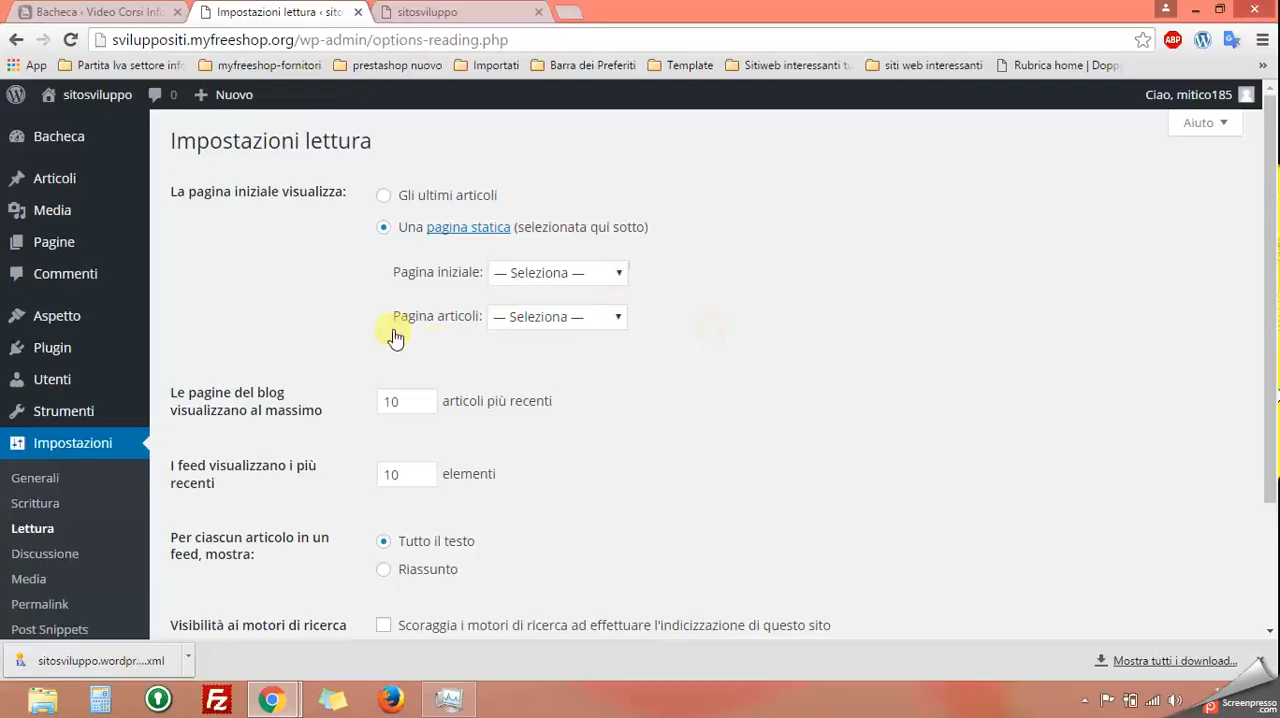 Bacheca ‹ Video Corsi Info
Impostazioni lettura ‹ sito
sitosviluppo
sviluppositi.myfreeshop.org/wp-admin/options-reading.php
ABP
App
Partita Iva settore info
myfreeshop-fornitori
prestashop nuovo
Importati
Barra dei Preferiti
Template
Sitiweb interessanti tu
siti web interessanti
Rubrica home | Dopp
»
sitosviluppo
0
Nuovo
Ciao, mitico185
Aiuto
Bacheca
Articoli
Media
Pagine
Commenti
Aspetto
Plugin
Utenti
Strumenti
Impostazioni
Generali
Scrittura
Lettura
Discussione
Media
Permalink
Post Snippets
Impostazioni lettura
La pagina iniziale visualizza:
Gli ultimi articoli
Una pagina statica (selezionata qui sotto)
Pagina iniziale: — Seleziona —
Pagina articoli: — Seleziona —
Le pagine del blog
visualizzano al massimo
10 articoli più recenti
I feed visualizzano i più
recenti
10 elementi
Per ciascun articolo in un
feed, mostra:
Tutto il testo
Riassunto
Visibilità ai motori di ricerca
Scoraggia i motori di ricerca ad effettuare l'indicizzazione di questo sito
sitosviluppo.wordpr....xml
Mostra tutti i download...
Screenpresso
.com